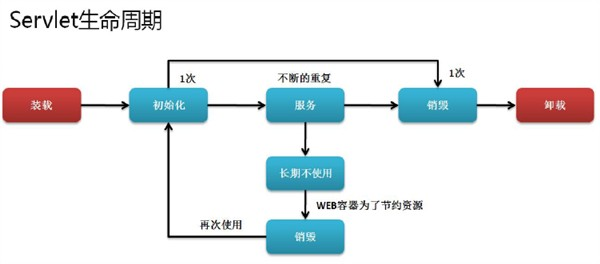 Servlet生命周期
1次
不断的重复
1次
装载
初始化
服务
销毁
卸载
长期不使用
WEB容器为了节约资源
再次使用
销毁